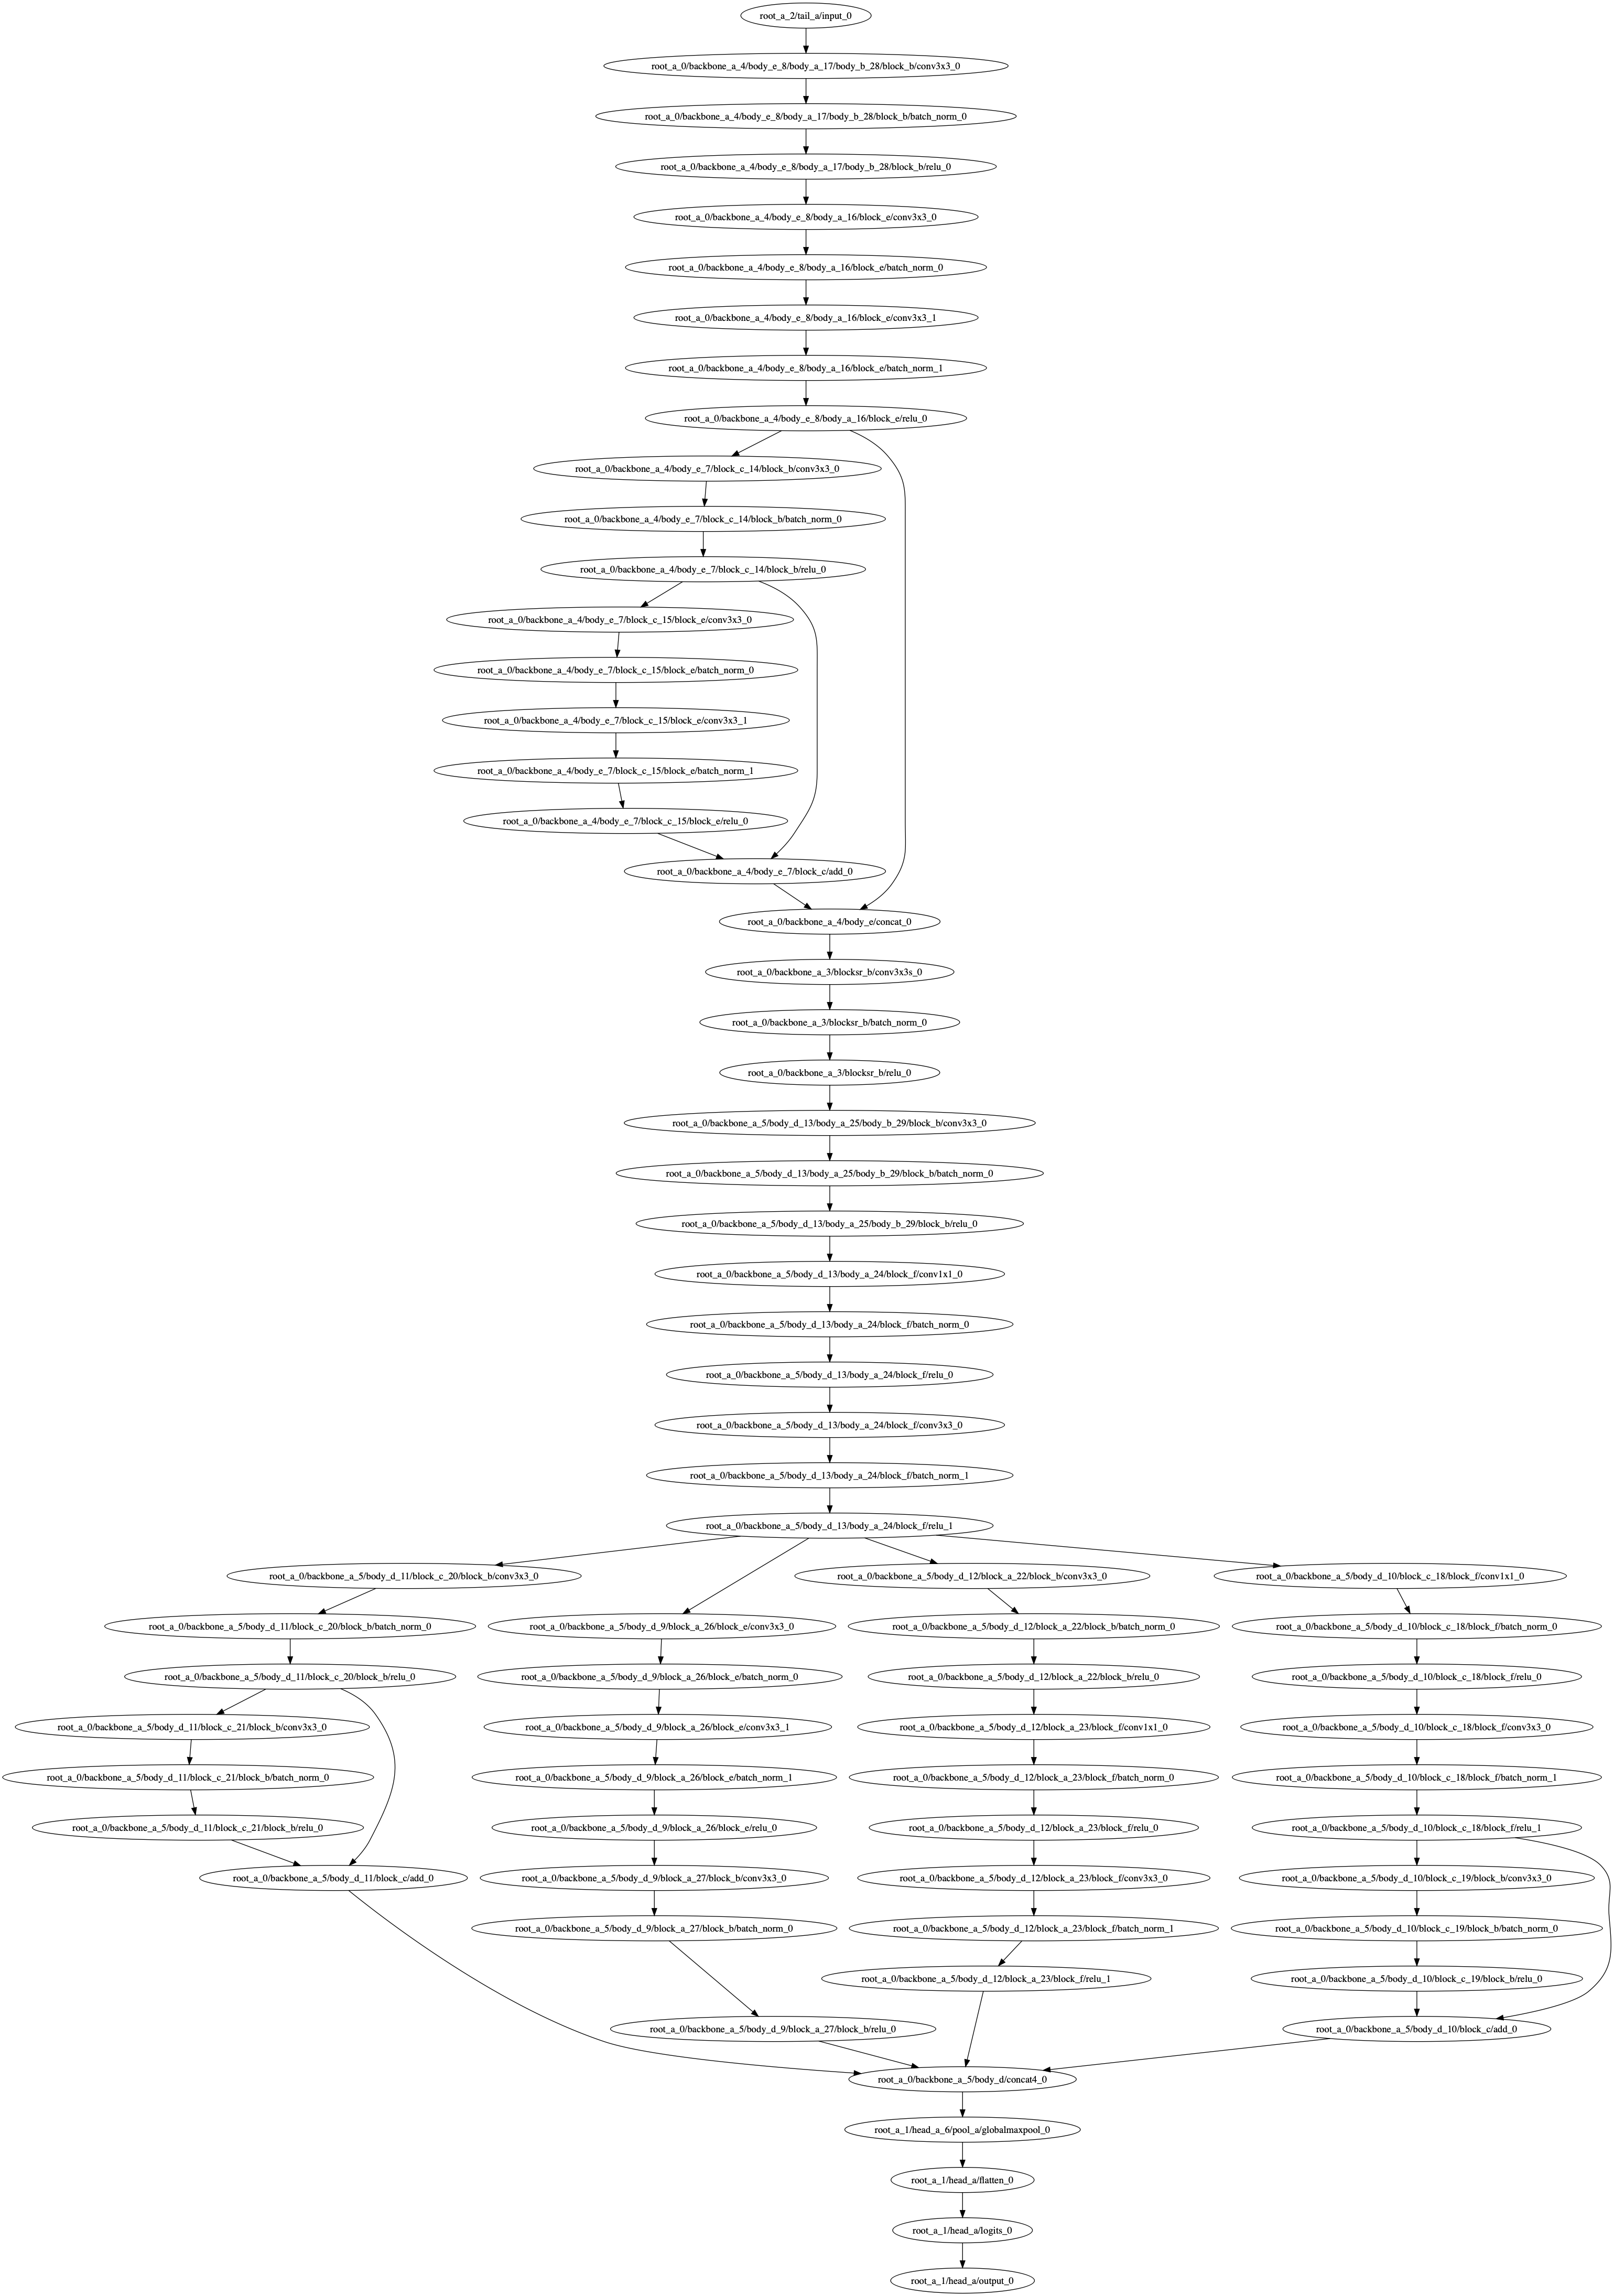 root_a_2/tail_a/input_0
root_a_0/backbone_a_4/body_e_8/body_a_17/body_b_28/block_b/conv3x3_0
root_a_0/backbone_a_4/body_e_8/body_a_17/body_b_28/block_b/batch_norm_0
root_a_0/backbone_a_4/body_e_8/body_a_17/body_b_28/block_b/relu_0
root_a_0/backbone_a_4/body_e_8/body_a_16/block_e/conv3x3_0
root_a_0/backbone_a_4/body_e_8/body_a_16/block_e/batch_norm_0
root_a_0/backbone_a_4/body_e_8/body_a_16/block_e/conv3x3_1
root_a_0/backbone_a_4/body_e_8/body_a_16/block_e/batch_norm_1
root_a_0/backbone_a_4/body_e_8/body_a_16/block_e/relu_0
root_a_0/backbone_a_4/body_e_7/block_c_14/block_b/conv3x3_0
root_a_0/backbone_a_4/body_e_7/block_c_14/block_b/batch_norm_0
root_a_0/backbone_a_4/body_e_7/block_c_14/block_b/relu_0
root_a_0/backbone_a_4/body_e_7/block_c_15/block_e/conv3x3_0
root_a_0/backbone_a_4/body_e_7/block_c_15/block_e/batch_norm_0
root_a_0/backbone_a_4/body_e_7/block_c_15/block_e/conv3x3_1
root_a_0/backbone_a_4/body_e_7/block_c_15/block_e/batch_norm_1
root_a_0/backbone_a_4/body_e_7/block_c_15/block_e/relu_0
root_a_0/backbone_a_4/body_e_7/block_c/add_0
root_a_0/backbone_a_4/body_e/concat_0
root_a_0/backbone_a_3/blocksr_b/conv3x3s_0
root_a_0/backbone_a_3/blocksr_b/batch_norm_0
root_a_0/backbone_a_3/blocksr_b/relu_0
root_a_0/backbone_a_5/body_d_13/body_a_25/body_b_29/block_b/conv3x3_0
root_a_0/backbone_a_5/body_d_13/body_a_25/body_b_29/block_b/batch_norm_0
root_a_0/backbone_a_5/body_d_13/body_a_25/body_b_29/block_b/relu_0
root_a_0/backbone_a_5/body_d_13/body_a_24/block_f/conv1x1_0
root_a_0/backbone_a_5/body_d_13/body_a_24/block_f/batch_norm_0
root_a_0/backbone_a_5/body_d_13/body_a_24/block_f/relu_0
root_a_0/backbone_a_5/body_d_13/body_a_24/block_f/conv3x3_0
root_a_0/backbone_a_5/body_d_13/body_a_24/block_f/batch_norm_1
root_a_0/backbone_a_5/body_d_13/body_a_24/block_f/relu_1
root_a_0/backbone_a_5/body_d_11/block_c_20/block_b/conv3x3_0
root_a_0/backbone_a_5/body_d_12/block_a_22/block_b/conv3x3_0
root_a_0/backbone_a_5/body_d_10/block_c_18/block_f/conv1x1_0
root_a_0/backbone_a_5/body_d_11/block_c_20/block_b/batch_norm_0
root_a_0/backbone_a_5/body_d_9/block_a_26/block_e/conv3x3_0
root_a_0/backbone_a_5/body_d_12/block_a_22/block_b/batch_norm_0
root_a_0/backbone_a_5/body_d_10/block_c_18/block_f/batch_norm_0
root_a_0/backbone_a_5/body_d_11/block_c_20/block_b/relu_0
root_a_0/backbone_a_5/body_d_9/block_a_26/block_e/batch_norm_0
root_a_0/backbone_a_5/body_d_12/block_a_22/block_b/relu_0
root_a_0/backbone_a_5/body_d_10/block_c_18/block_f/relu_0
root_a_0/backbone_a_5/body_d_11/block_c_21/block_b/conv3x3_0
root_a_0/backbone_a_5/body_d_9/block_a_26/block_e/conv3x3_1
root_a_0/backbone_a_5/body_d_12/block_a_23/block_f/conv1x1_0
root_a_0/backbone_a_5/body_d_10/block_c_18/block_f/conv3x3_0
root_a_0/backbone_a_5/body_d_11/block_c_21/block_b/batch_norm_0
root_a_0/backbone_a_5/body_d_9/block_a_26/block_e/batch_norm_1
root_a_0/backbone_a_5/body_d_12/block_a_23/block_f/batch_norm_0
root_a_0/backbone_a_5/body_d_10/block_c_18/block_f/batch_norm_1
root_a_0/backbone_a_5/body_d_11/block_c_21/block_b/relu_0
root_a_0/backbone_a_5/body_d_9/block_a_26/block_e/relu_0
root_a_0/backbone_a_5/body_d_12/block_a_23/block_f/relu_0
root_a_0/backbone_a_5/body_d_10/block_c_18/block_f/relu_1
root_a_0/backbone_a_5/body_d_11/block_c/add_0
root_a_0/backbone_a_5/body_d_9/block_a_27/block_b/conv3x3_0
root_a_0/backbone_a_5/body_d_12/block_a_23/block_f/conv3x3_0
root_a_0/backbone_a_5/body_d_10/block_c_19/block_b/conv3x3_0
root_a_0/backbone_a_5/body_d_9/block_a_27/block_b/batch_norm_0
root_a_0/backbone_a_5/body_d_12/block_a_23/block_f/batch_norm_1
root_a_0/backbone_a_5/body_d_10/block_c_19/block_b/batch_norm_0
root_a_0/backbone_a_5/body_d_12/block_a_23/block_f/relu_1
root_a_0/backbone_a_5/body_d_10/block_c_19/block_b/relu_0
root_a_0/backbone_a_5/body_d_9/block_a_27/block_b/relu_0
root_a_0/backbone_a_5/body_d_10/block_c/add_0
root_a_0/backbone_a_5/body_d/concat4_0
root_a_1/head_a_6/pool_a/globalmaxpool_0
root_a_1/head_a/flatten_0
root_a_1/head_a/logits_0
root_a_1/head_a/output_0